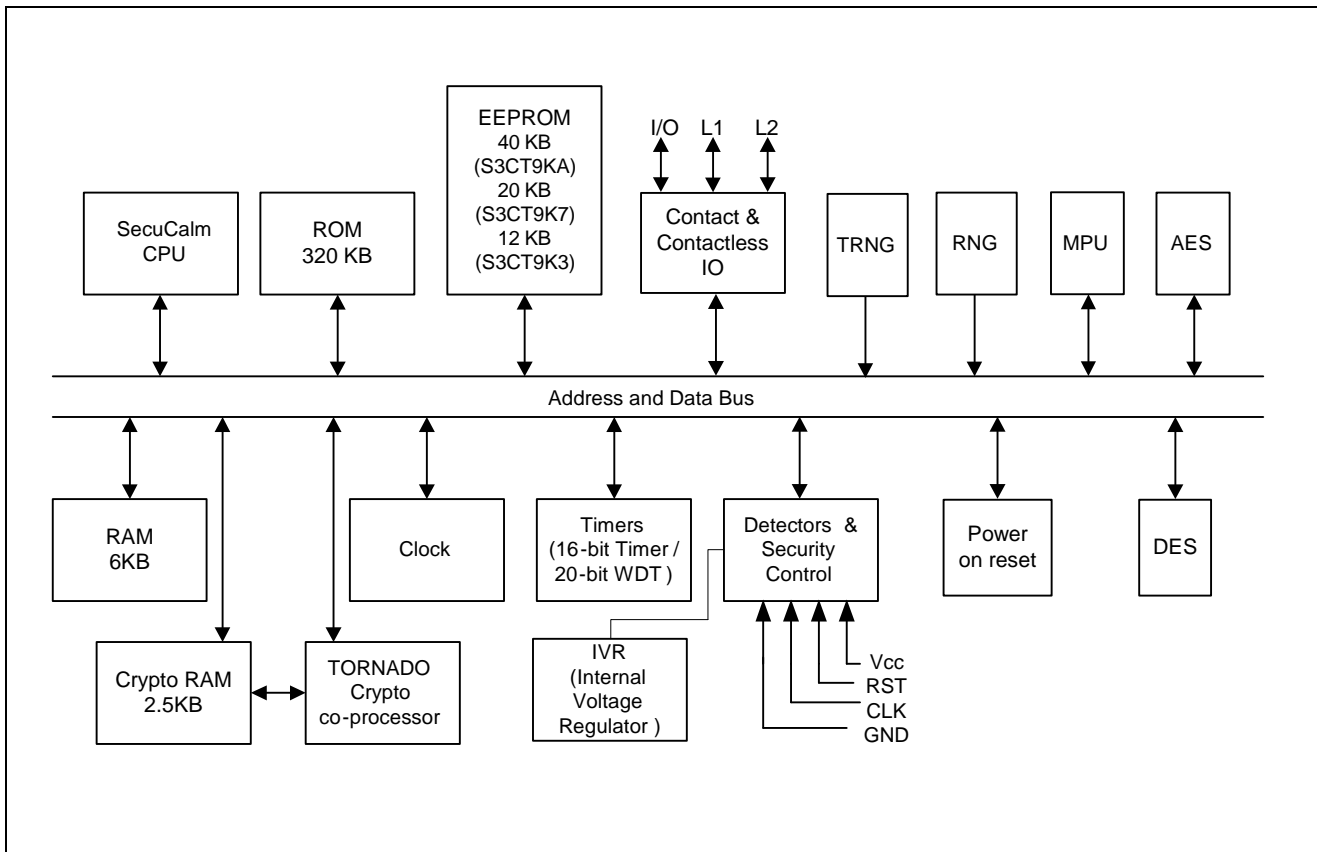 I/O L1 L2
SecuCalm
CPU
ROM
320 KB
EEPROM
40 KB
(S3CT9KA)
20 KB
(S3CT9K7)
12 KB
(S3CT9K3)
Contact &
Contactless
IO
TRNG
RNG
MPU
AES
Address and Data Bus
RAM
6KB
Clock
Timers
(16-bit Timer /
20-bit WDT )
Detectors &
Security
Control
Power
on reset
DES
Crypto RAM
2.5KB
TORNADO
Crypto
co-processor
IVR
(Internal
Voltage
Regulator )
Vcc
RST
CLK
GND